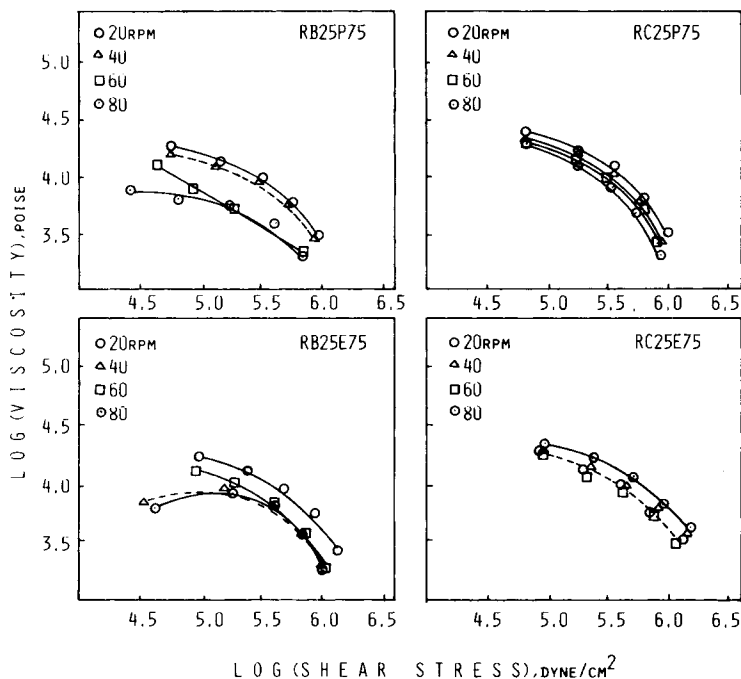 RB25P75
○ 20RPM
△ 40
□ 60
⊙ 80
5.0
4.5
4.0
3.5
4.5 5.0 5.5 6.0 6.5
RC25P75
○ 20RPM
△ 40
□ 60
⊙ 80
4.5 5.0 5.5 6.0 6.5
RB25E75
○ 20RPM
△ 40
□ 60
⊙ 80
5.0
4.5
4.0
3.5
4.5 5.0 5.5 6.0 6.5
RC25E75
○ 20RPM
△ 40
□ 60
⊙ 80
4.5 5.0 5.5 6.0 6.5
LOG(VISCOSITY),POISE
LOG(SHEAR STRESS),DYNE/CM²